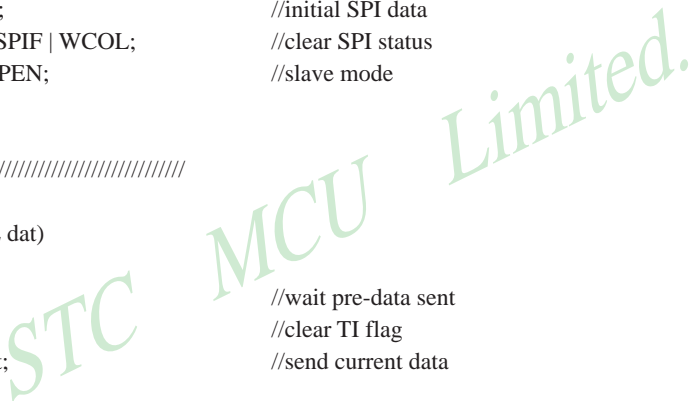 ; //initial SPI data
SPIF | WCOL; //clear SPI status
PEN; //slave mode
////////////////////////////
dat)
//wait pre-data sent
//clear TI flag
; //send current data
STC MCU Limited.